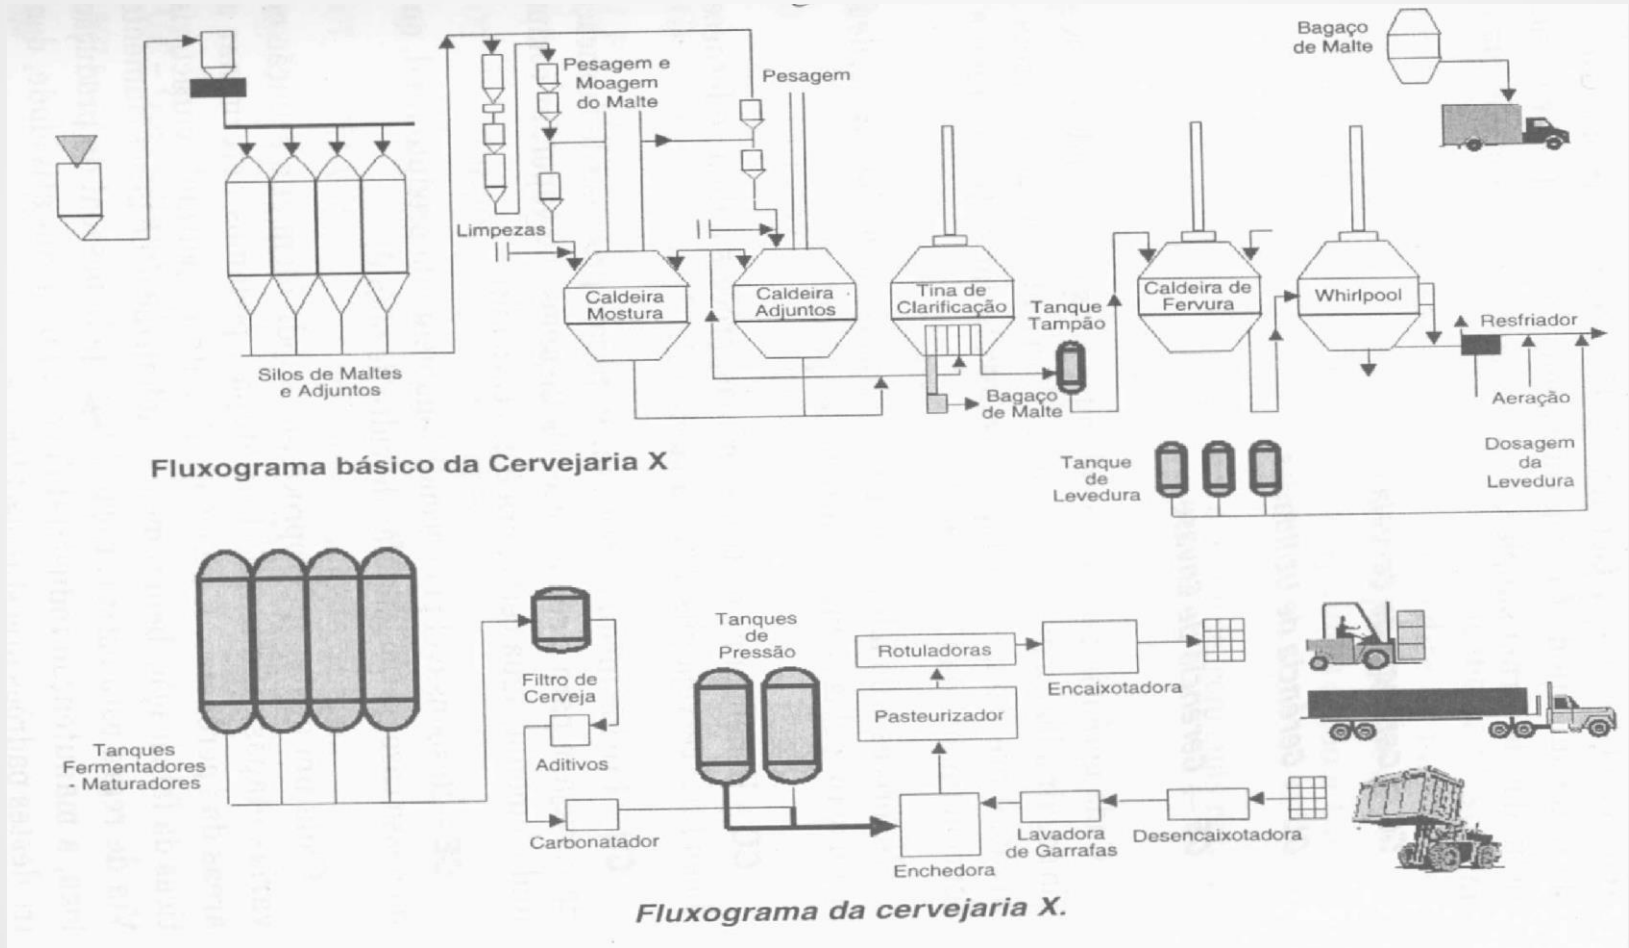 Bagaço
de Malte
Pesagem e
Moagem
do Malte
Pesagem
Limpezas
Caldeira
Mostura
Caldeira
Adjuntos
Tina de
Clarificação
Tanque
Tampão
Caldeira de
Fervura
Whirlpool
Resfriador
Silos de Maltes
e Adjuntos
Bagaço
de Malte
Aeração
Fluxograma básico da Cervejaria X
Tanque
de
Levedura
Dosagem
da
Levedura
Tanques
Fermentadores
- Maturadores
Filtro de
Cerveja
Aditivos
Carbonatador
Tanques
de
Pressão
Rotuladoras
Encaixotadora
Pasteurizador
Enchedora
Lavadora
de Garrafas
Desencaixotadora
Fluxograma da cervejaria X.